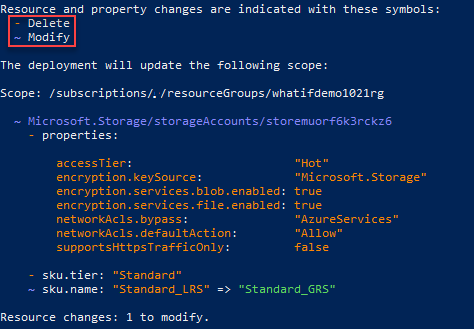 Resource and property changes are indicated with these symbols:
- Delete
~ Modify
The deployment will update the following scope:
Scope: /subscriptions/./resourceGroups/whatifdemo1021rg
~ Microsoft.Storage/storageAccounts/storemuorf6k3rckz6
- properties:
accessTier: "Hot"
encryption.keySource: "Microsoft.Storage"
encryption.services.blob.enabled: true
encryption.services.file.enabled: true
networkAcls.bypass: "AzureServices"
networkAcls.defaultAction: "Allow"
supportsHttpsTrafficOnly: false
- sku.tier: "Standard"
~ sku.name: "Standard_LRS" => "Standard_GRS"
Resource changes: 1 to modify.